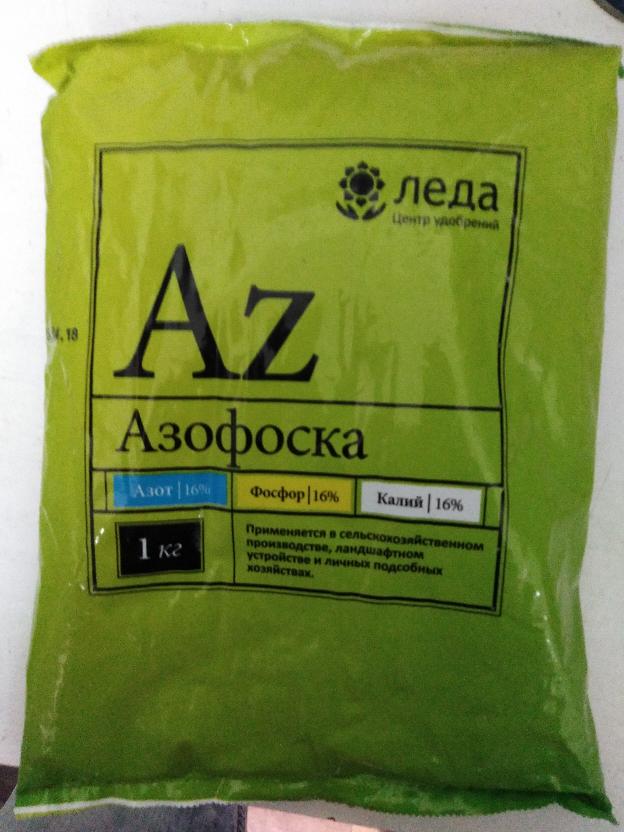 леда
Центр удобрений
Az
, 18
Азофоска
Азот | 16%
Фосфор | 16%
Калий | 16%
1 кг
Применяется в сельскохозяйственном
производстве, ландшафтном
устройстве и личных подсобных
хозяйствах.